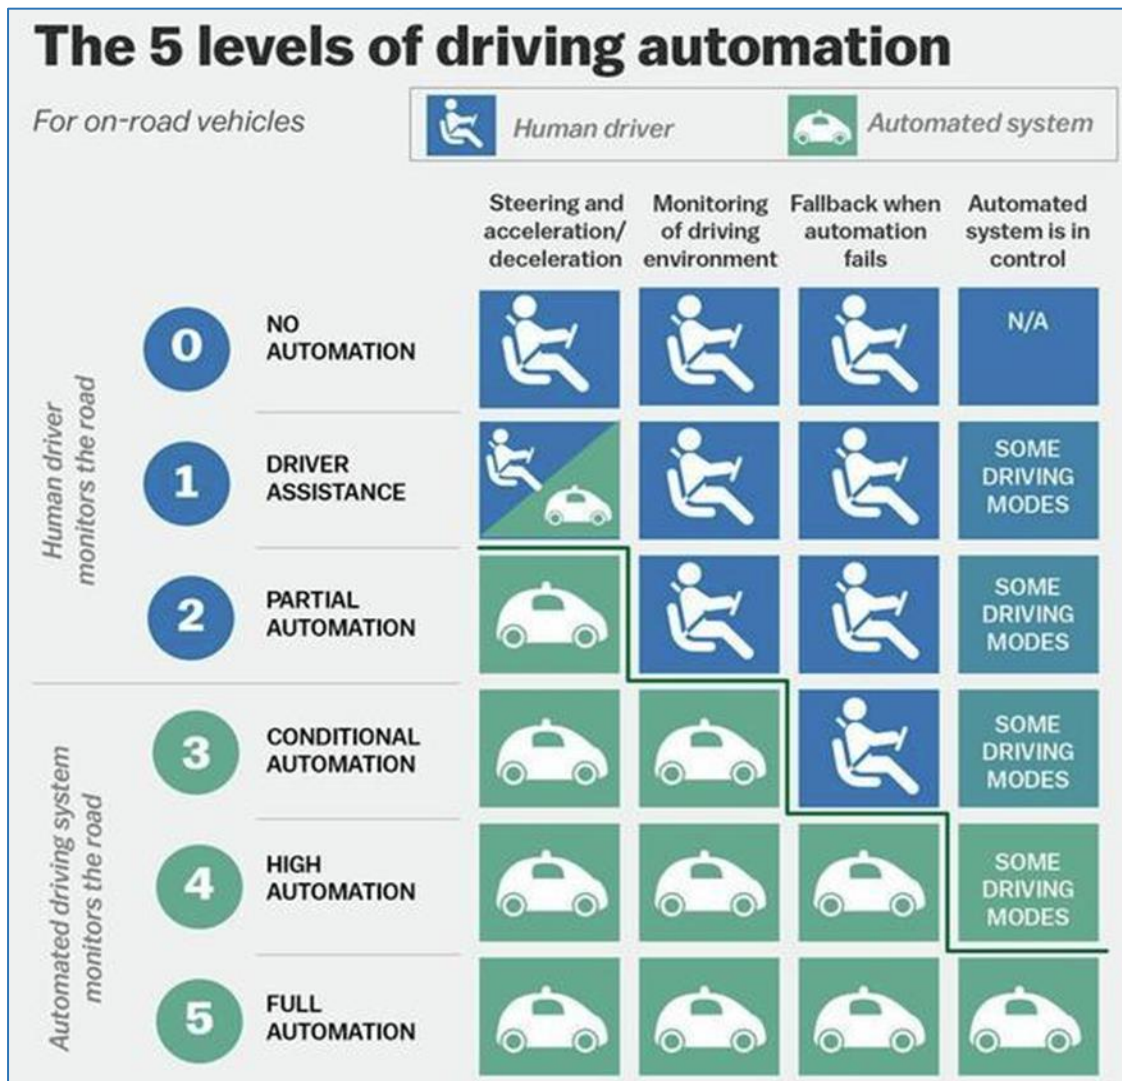 The 5 levels of driving automation
For on-road vehicles
Human driver
Automated system
Steering and
acceleration/
deceleration
Monitoring
of driving
environment
Fallback when
automation
fails
Automated
system is in
control
Human driver
monitors the road
0
NO
AUTOMATION
N/A
1
DRIVER
ASSISTANCE
SOME
DRIVING
MODES
2
PARTIAL
AUTOMATION
SOME
DRIVING
MODES
Automated driving system
monitors the road
3
CONDITIONAL
AUTOMATION
SOME
DRIVING
MODES
4
HIGH
AUTOMATION
SOME
DRIVING
MODES
5
FULL
AUTOMATION